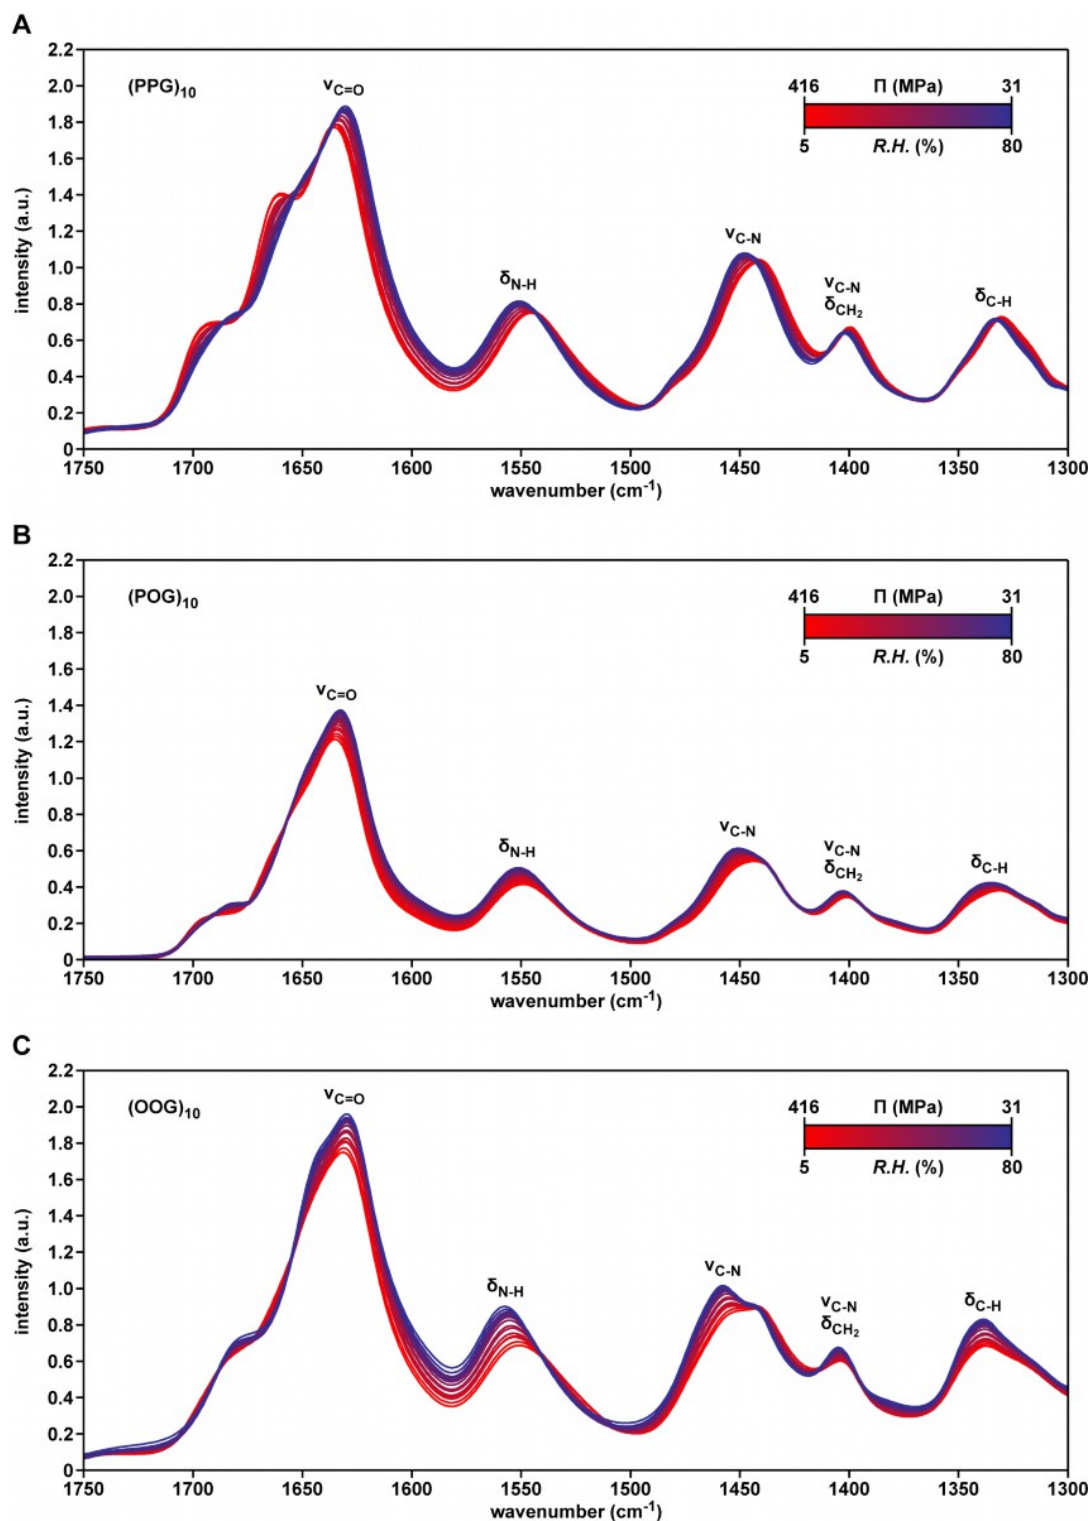 A
(PPG)₁₀
416 Π (MPa) 31
5 R.H. (%) 80
νC=O
δN-H
νC-N
νC-N
δCH₂
δC-H
intensity (a.u.)
2.2
2.0
1.8
1.6
1.4
1.2
1.0
0.8
0.6
0.4
0.2
0
1750 1700 1650 1600 1550 1500 1450 1400 1350 1300
wavenumber (cm⁻¹)
B
(POG)₁₀
416 Π (MPa) 31
5 R.H. (%) 80
νC=O
δN-H
νC-N
νC-N
δCH₂
δC-H
intensity (a.u.)
2.2
2.0
1.8
1.6
1.4
1.2
1.0
0.8
0.6
0.4
0.2
0
1750 1700 1650 1600 1550 1500 1450 1400 1350 1300
wavenumber (cm⁻¹)
C
(OOG)₁₀
416 Π (MPa) 31
5 R.H. (%) 80
νC=O
δN-H
νC-N
νC-N
δCH₂
δC-H
intensity (a.u.)
2.2
2.0
1.8
1.6
1.4
1.2
1.0
0.8
0.6
0.4
0.2
0
1750 1700 1650 1600 1550 1500 1450 1400 1350 1300
wavenumber (cm⁻¹)